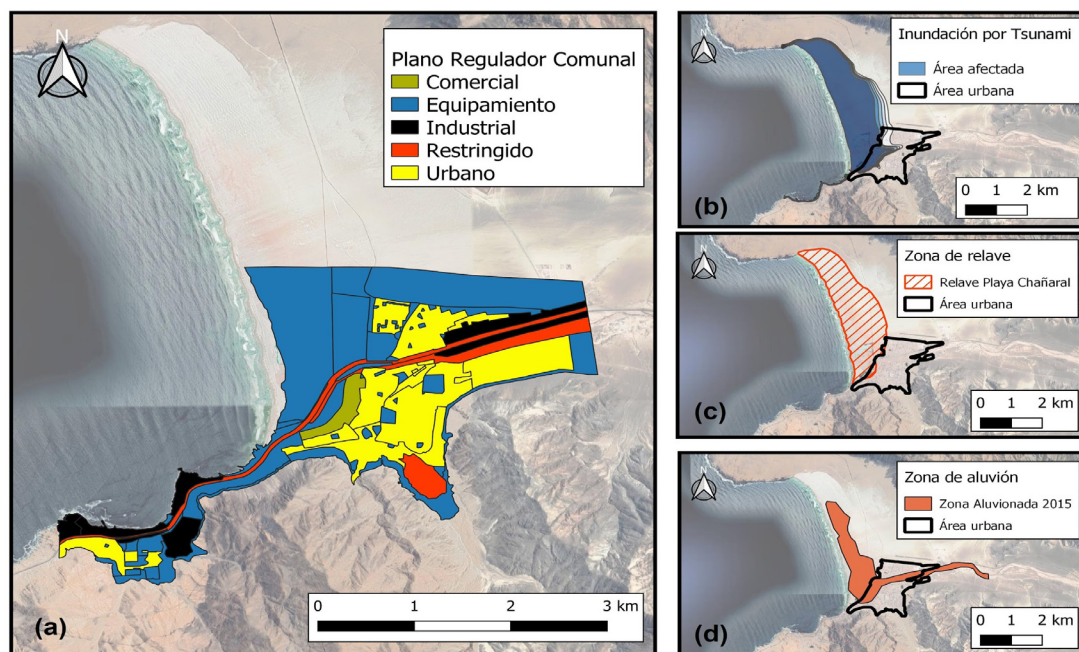 N
Plano Regulador Comunal
Comercial
Equipamiento
Industrial
Restringido
Urbano
0 1 2 3 km
(a)
N
Inundación por Tsunami
Área afectada
Área urbana
0 1 2 km
(b)
N
Zona de relave
Relave Playa Chañaral
Área urbana
0 1 2 km
(c)
N
Zona de aluvión
Zona Aluvionada 2015
Área urbana
0 1 2 km
(d)